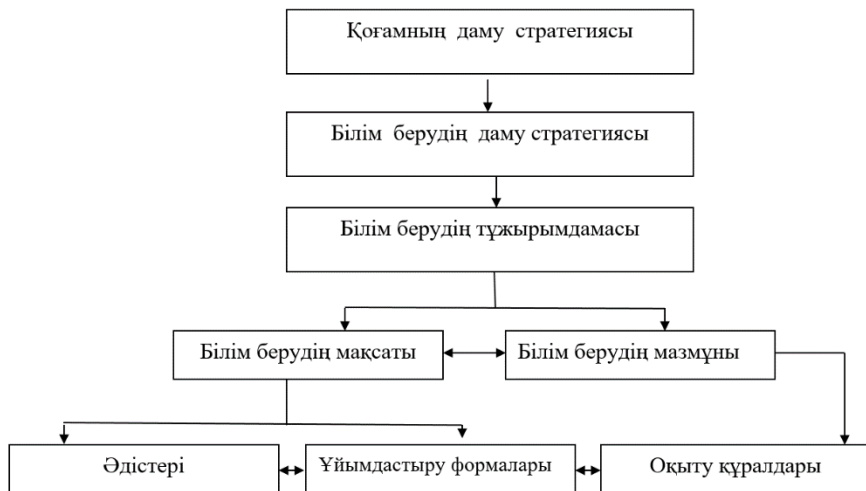 Қоғамның даму стратегиясы
Білім берудің даму стратегиясы
Білім берудің тұжырымдамасы
Білім берудің мақсаты
Білім берудің мазмұны
Әдістері
Ұйымдастыру формалары
Оқыту құралдары